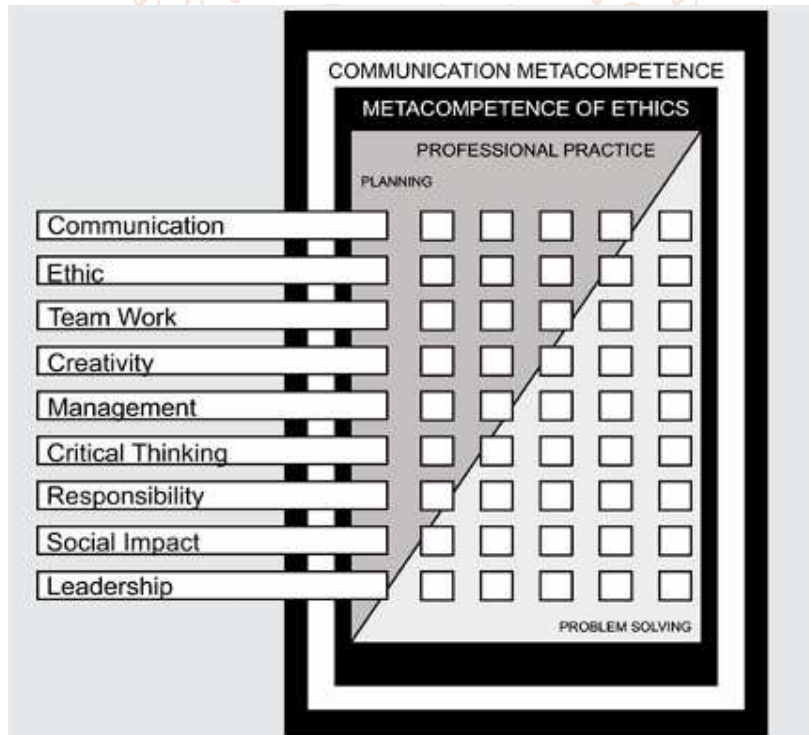 COMMUNICATION METACOMPETENCE
METACOMPETENCE OF ETHICS
PROFESSIONAL PRACTICE
PLANNING
Communication
Ethic
Team Work
Creativity
Management
Critical Thinking
Responsibility
Social Impact
Leadership
PROBLEM SOLVING